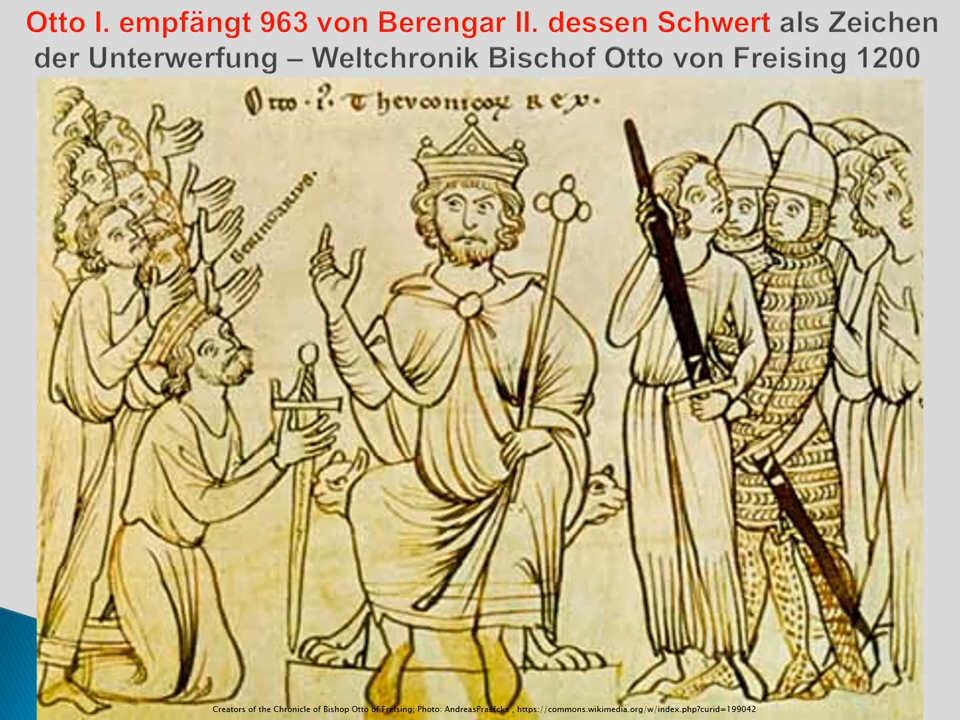 Otto I. empfängt 963 von Berengar II. dessen Schwert als Zeichen
der Unterwerfung – Weltchronik Bischof Otto von Freising 1200
Otto · I · Theuconicoꝝ Rex ·
Beringarius.
Creators of the Chronicle of Bishop Otto of Freising; Photo: AndreasPraefcke , https://commons.wikimedia.org/w/index.php?curid=199042